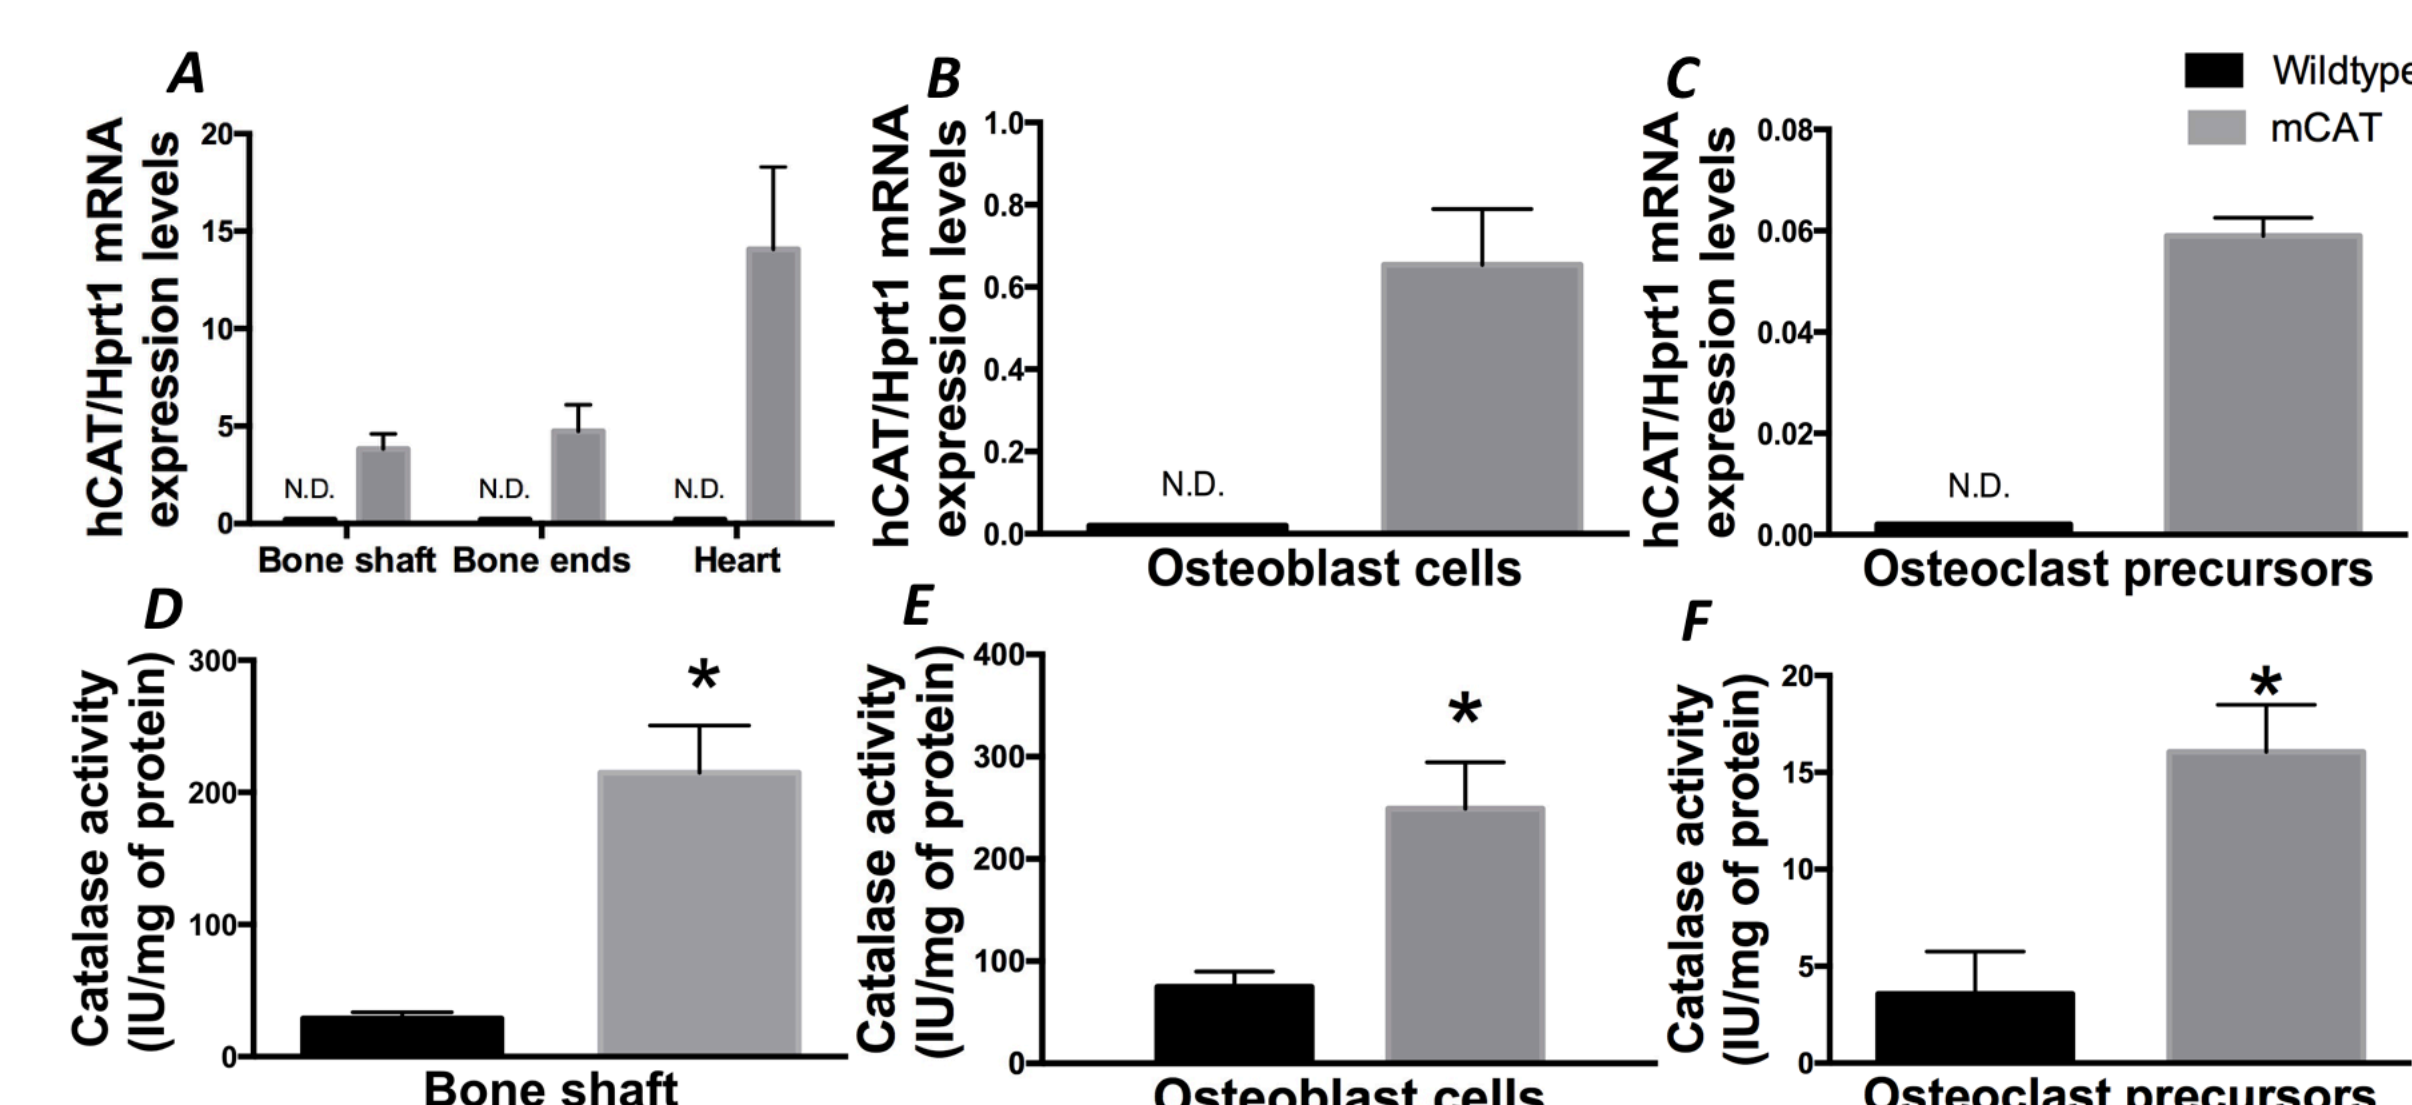 A
hCAT/Hprt1 mRNA
expression levels
20
15
10
5
0
N.D.
N.D.
N.D.
Bone shaft
Bone ends
Heart
B
hCAT/Hprt1 mRNA
expression levels
1.0
0.8
0.6
0.4
0.2
0.0
N.D.
Osteoblast cells
C
hCAT/Hprt1 mRNA
expression levels
0.08
0.06
0.04
0.02
0.00
N.D.
Osteoclast precursors
Wildtype
mCAT
D
Catalase activity
(IU/mg of protein)
300
200
100
0
*
Bone shaft
E
Catalase activity
(IU/mg of protein)
400
300
200
100
0
*
Osteoblast cells
F
Catalase activity
(IU/mg of protein)
20
15
10
5
0
*
Osteoclast precursors